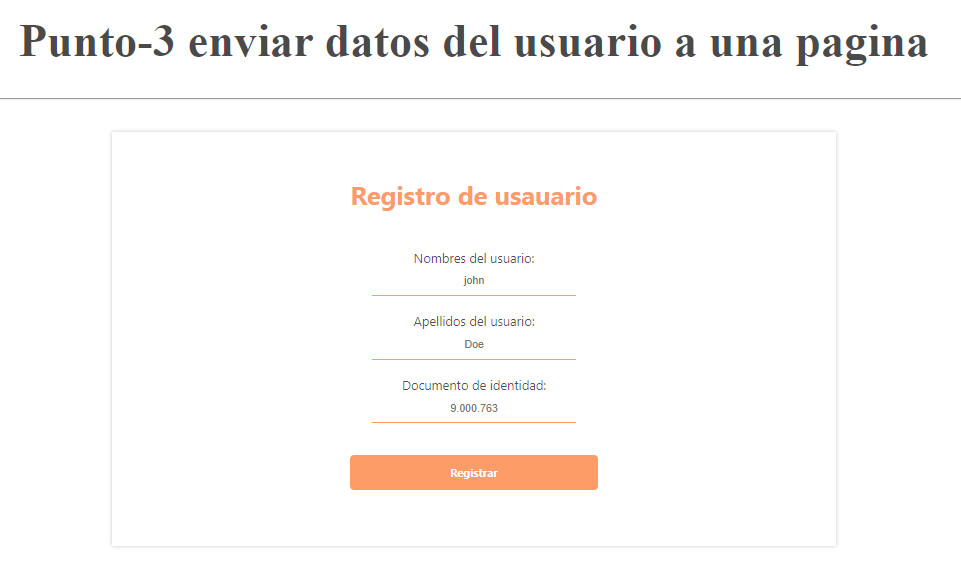 Punto-3 enviar datos del usuario a una pagina
Registro de usauario
Nombres del usuario:
john
Apellidos del usuario:
Doe
Documento de identidad:
9.000.763
Registrar